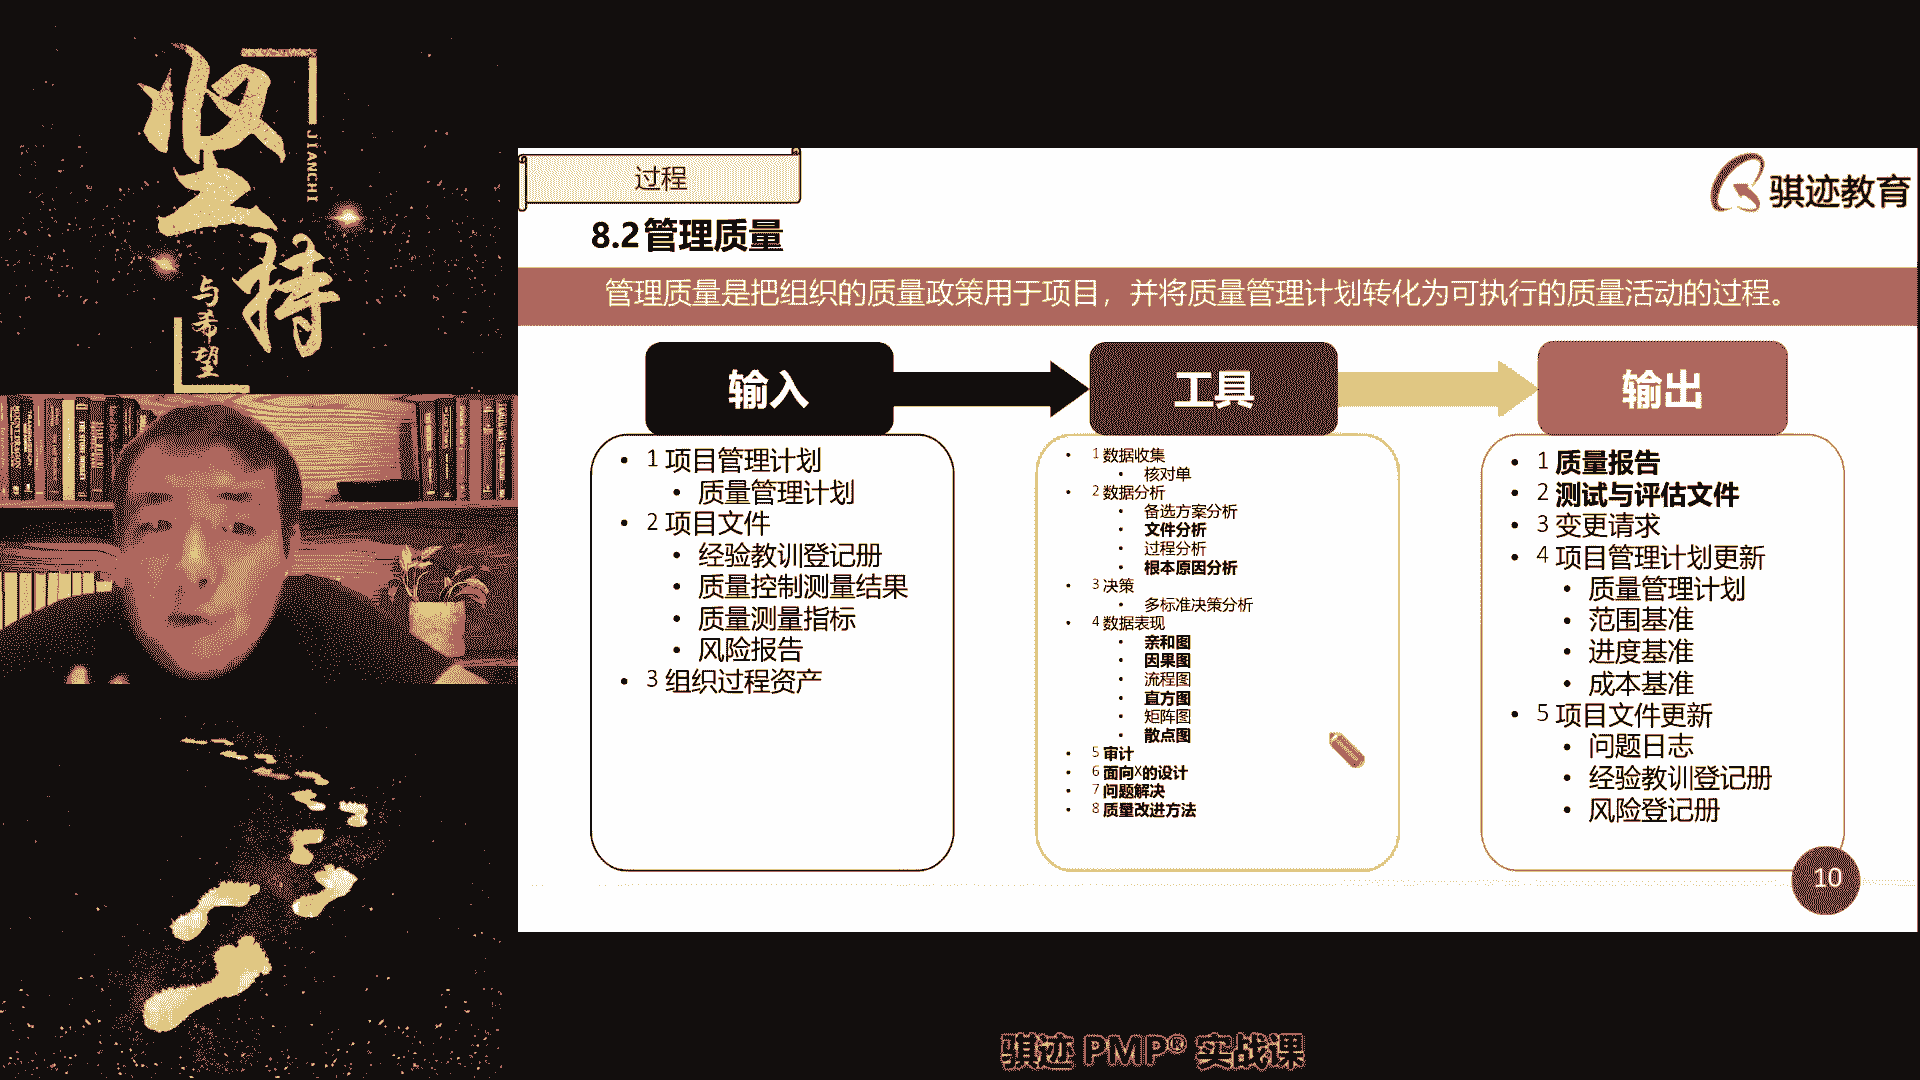 坚持
JIANCHI
与希望
过程
骐迹教育
8.2管理质量
管理质量是把组织的质量政策用于项目，并将质量管理计划转化为可执行的质量活动的过程。
输入
• 1 项目管理计划
• 质量管理计划
• 2 项目文件
• 经验教训登记册
• 质量控制测量结果
• 质量测量指标
• 风险报告
• 3 组织过程资产
工具
• 1 数据收集
• 核对单
• 2 数据分析
• 备选方案分析
• 文件分析
• 过程分析
• 根本原因分析
• 3 决策
• 多标准决策分析
• 4 数据表现
• 亲和图
• 因果图
• 流程图
• 直方图
• 矩阵图
• 散点图
• 5 审计
• 6 面向X的设计
• 7 问题解决
• 8 质量改进方法
输出
• 1 质量报告
• 2 测试与评估文件
• 3 变更请求
• 4 项目管理计划更新
• 质量管理计划
• 范围基准
• 进度基准
• 成本基准
• 5 项目文件更新
• 问题日志
• 经验教训登记册
• 风险登记册
10
骐迹 PMP® 实战课